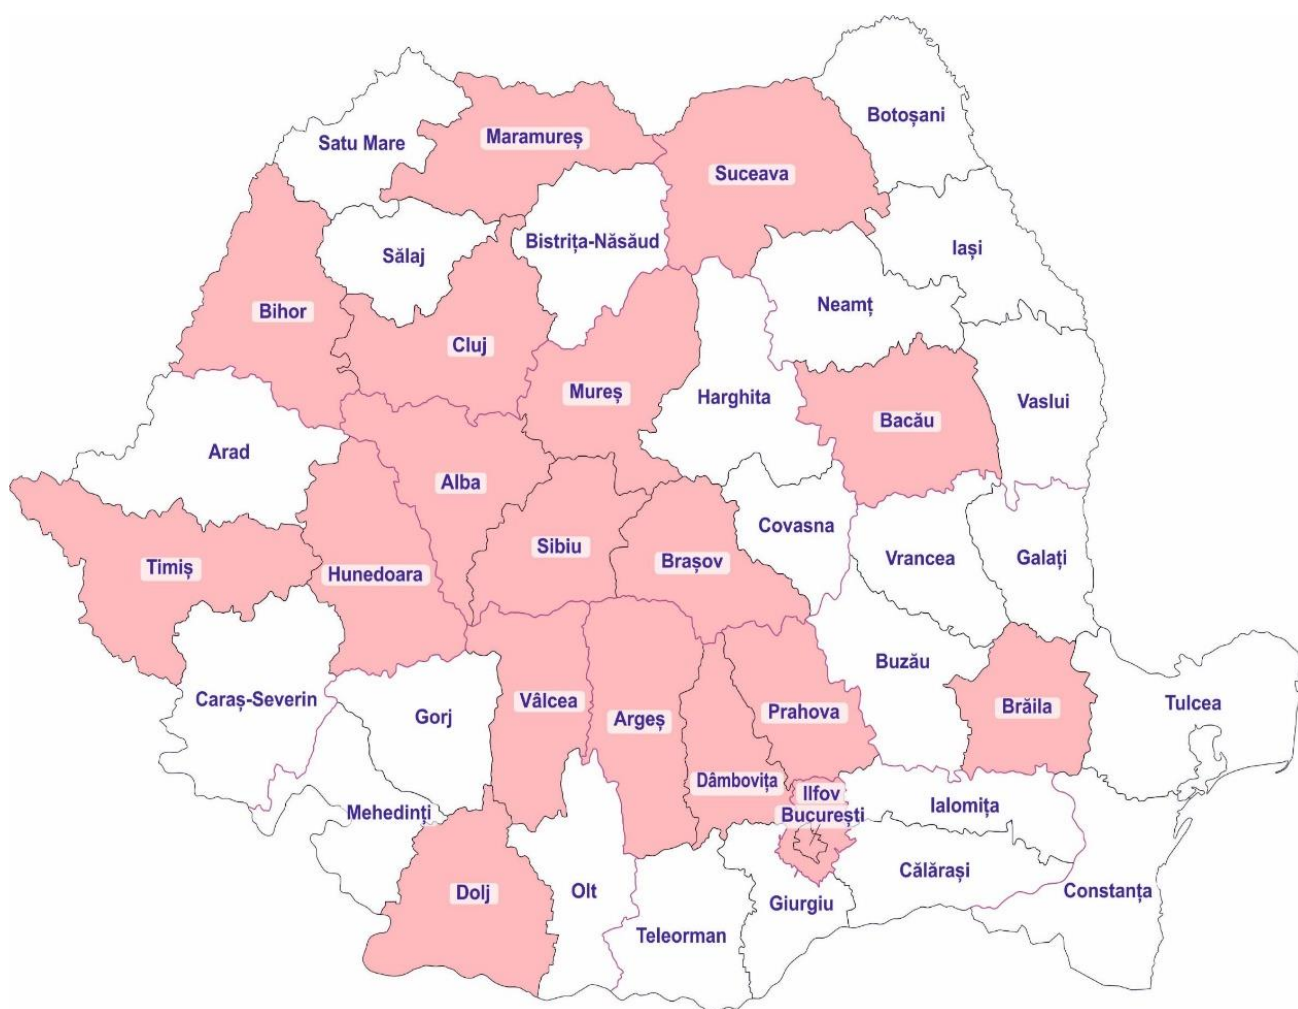 Botoșani
Satu Mare
Maramureș
Suceava
Bistrița-Năsăud
Iași
Sălaj
Neamț
Bihor
Cluj
Mureș
Harghita
Vaslui
Bacău
Arad
Alba
Covasna
Sibiu
Brașov
Vrancea
Galați
Timiș
Hunedoara
Buzău
Caraș-Severin
Vâlcea
Tulcea
Brăila
Prahova
Gorj
Argeș
Dâmbovița
Ilfov
Ialomița
Mehedinți
București
Călărași
Dolj
Olt
Constanța
Giurgiu
Teleorman